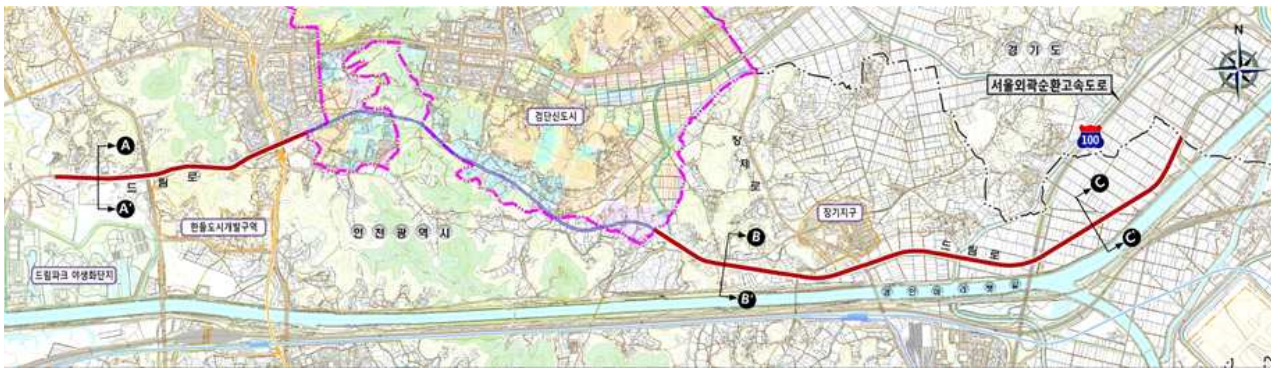 N
경기도
서울외곽순환고속도로
100
검단신도시
장제로
A
드림로
A'
한들도시개발구역
인천광역시
장기지구
B
C
드림로
C'
드림파크 야생화단지
B'
경인아라뱃길